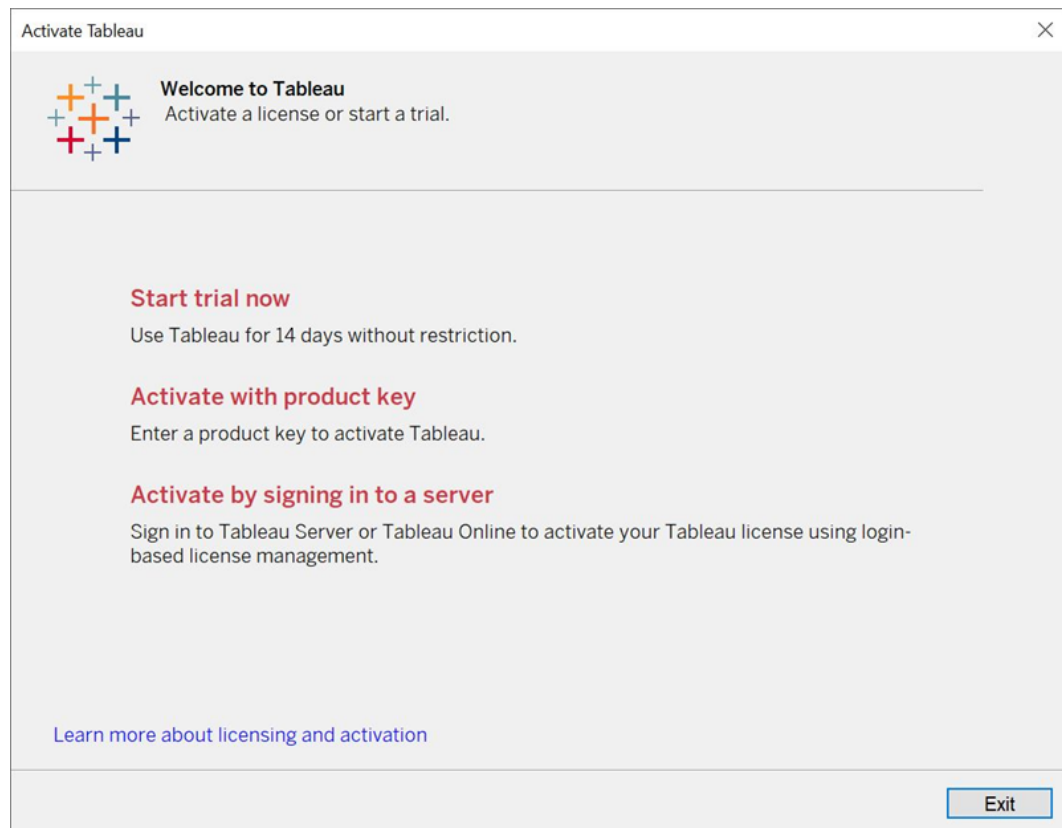 Activate Tableau
Welcome to Tableau
Activate a license or start a trial.
Start trial now
Use Tableau for 14 days without restriction.
Activate with product key
Enter a product key to activate Tableau.
Activate by signing in to a server
Sign in to Tableau Server or Tableau Online to activate your Tableau license using login-
based license management.
Learn more about licensing and activation
Exit